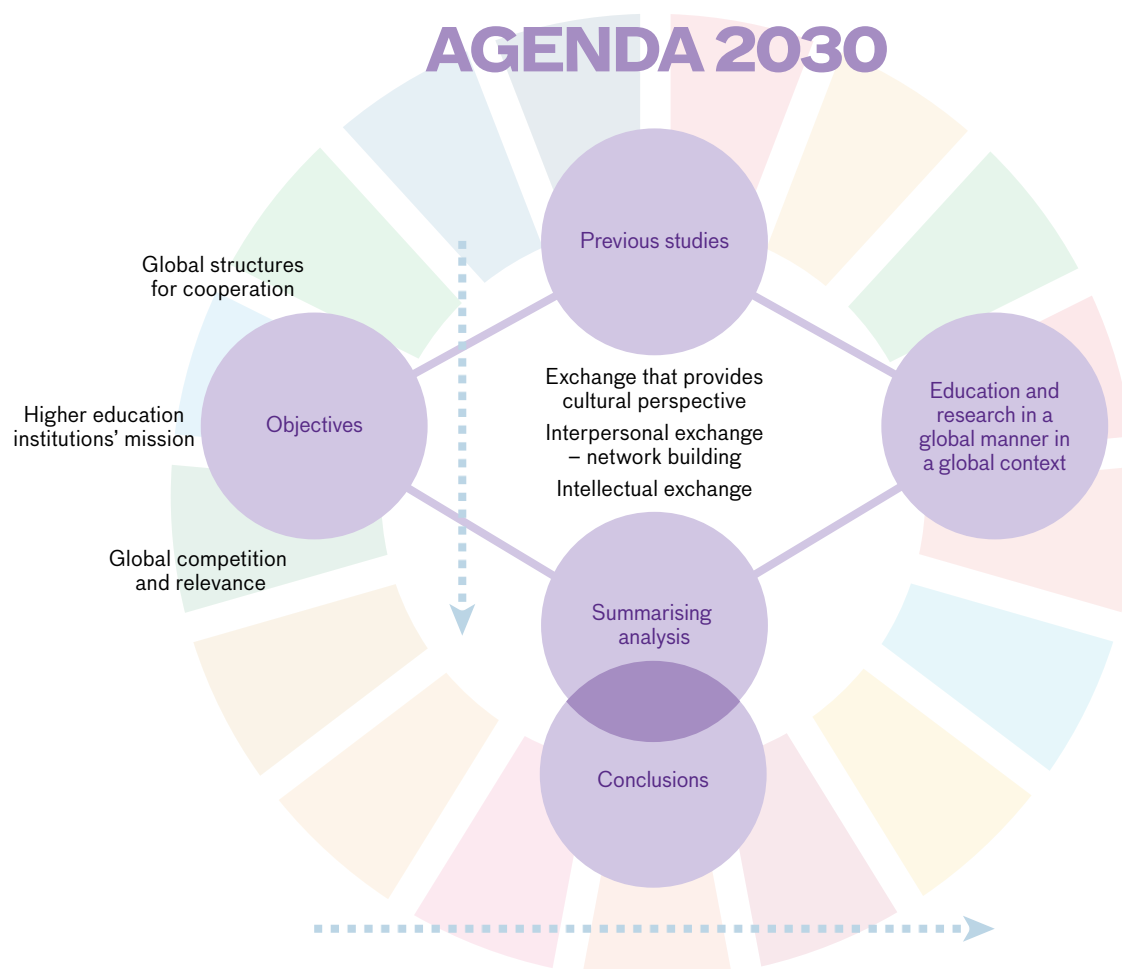 AGENDA 2030
Previous studies
Global structures
for cooperation
Objectives
Higher education
institutions’ mission
Global competition
and relevance
Exchange that provides
cultural perspective
Interpersonal exchange
– network building
Intellectual exchange
Education and
research in a
global manner in
a global context
Summarising
analysis
Conclusions